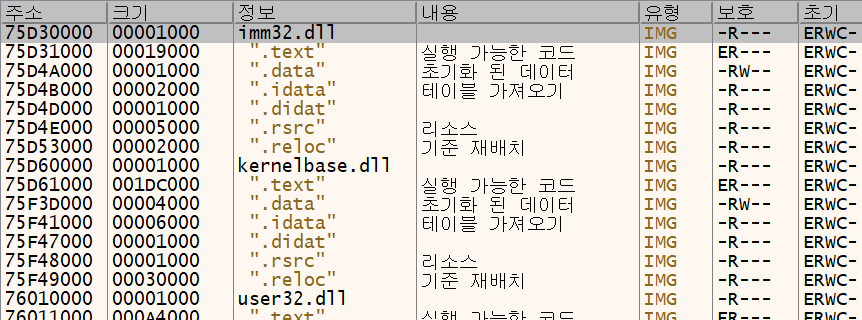 주소 크기 정보 내용 유형 보호 초기
75D30000 00001000 imm32.dll IMG -R--- ERWC-
75D31000 00019000 ".text" 실행 가능한 코드 IMG ER--- ERWC-
75D4A000 00001000 ".data" 초기화 된 데이터 IMG -RW-- ERWC-
75D4B000 00002000 ".idata" 테이블 가져오기 IMG -R--- ERWC-
75D4D000 00001000 ".didat" IMG -R--- ERWC-
75D4E000 00005000 ".rsrc" 리소스 IMG -R--- ERWC-
75D53000 00002000 ".reloc" 기준 재배치 IMG -R--- ERWC-
75D60000 00001000 kernelbase.dll IMG -R--- ERWC-
75D61000 001DC000 ".text" 실행 가능한 코드 IMG ER--- ERWC-
75F3D000 00004000 ".data" 초기화 된 데이터 IMG -RW-- ERWC-
75F41000 00006000 ".idata" 테이블 가져오기 IMG -R--- ERWC-
75F47000 00001000 ".didat" IMG -R--- ERWC-
75F48000 00001000 ".rsrc" 리소스 IMG -R--- ERWC-
75F49000 00030000 ".reloc" 기준 재배치 IMG -R--- ERWC-
76010000 00001000 user32.dll IMG -R--- ERWC-
76011000 000A4000 ".text" 실행 가능한 코드 IMG ER--- ERWC-